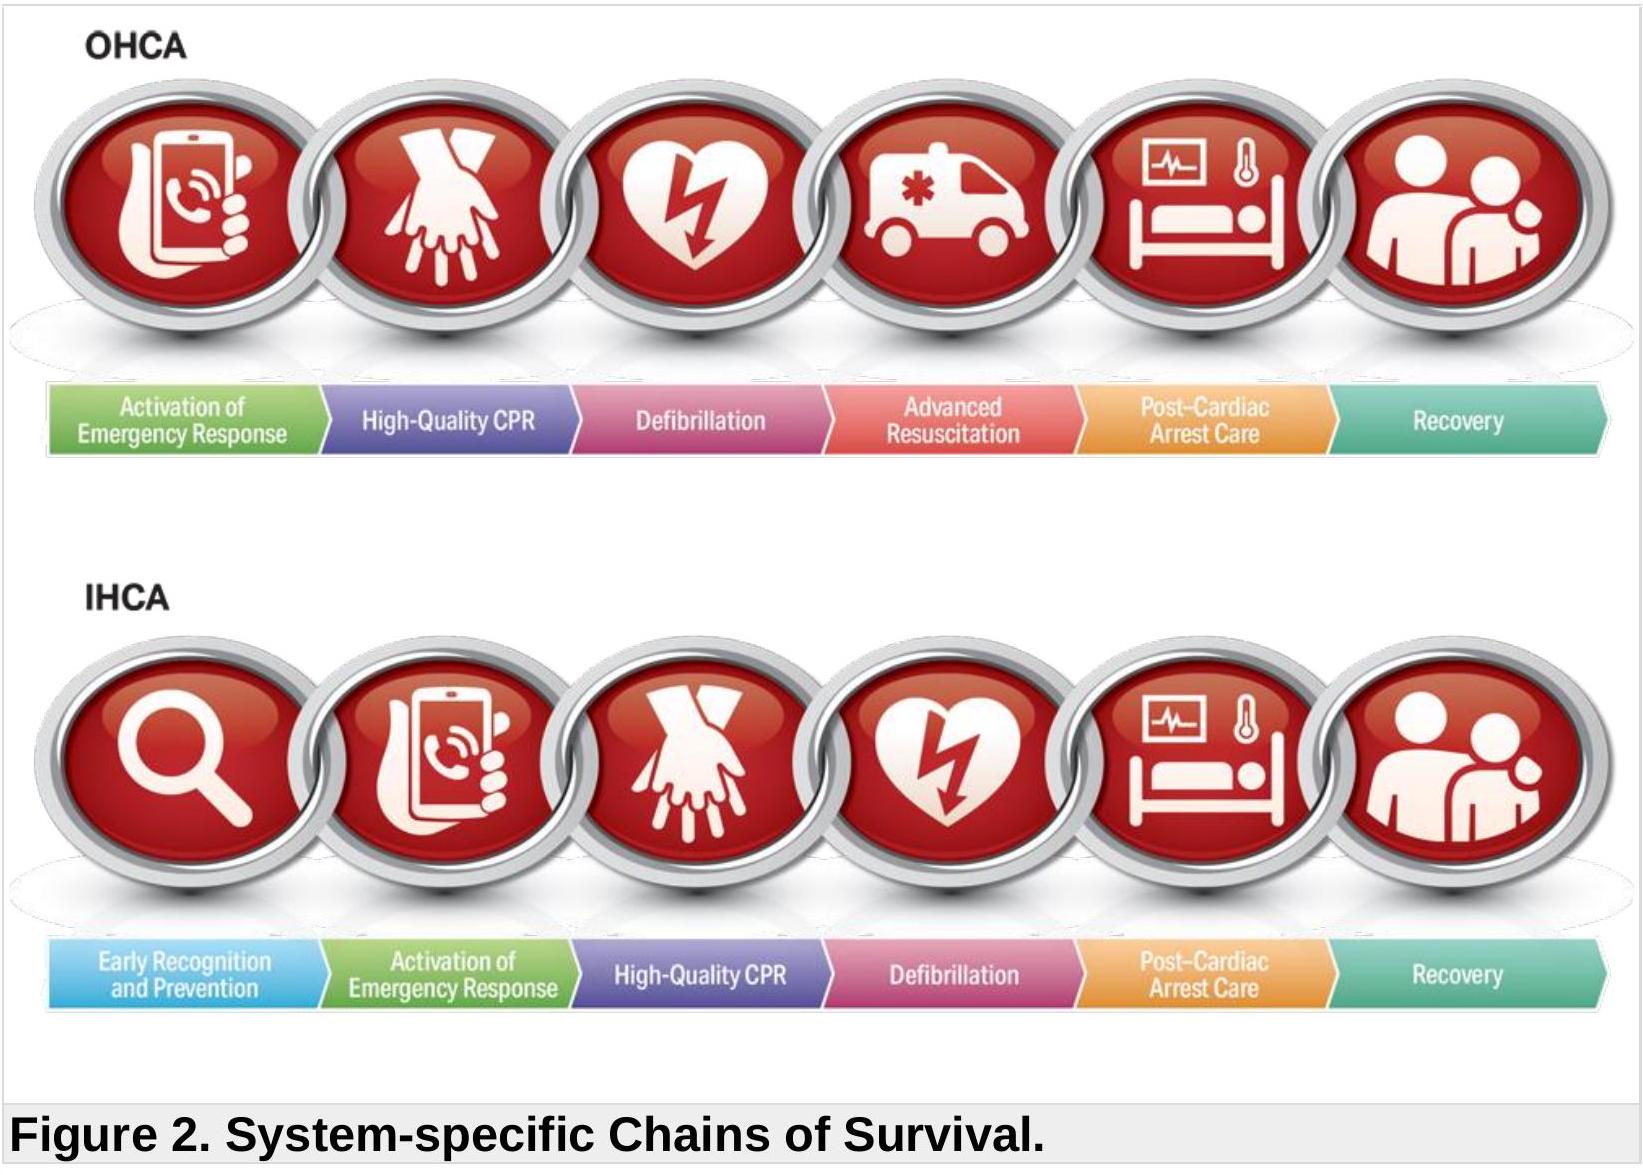 OHCA
Activation of
Emergency Response
High-Quality CPR
Defibrillation
Advanced
Resuscitation
Post–Cardiac
Arrest Care
Recovery
IHCA
Early Recognition
and Prevention
Activation of
Emergency Response
High-Quality CPR
Defibrillation
Post–Cardiac
Arrest Care
Recovery
Figure 2. System-specific Chains of Survival.